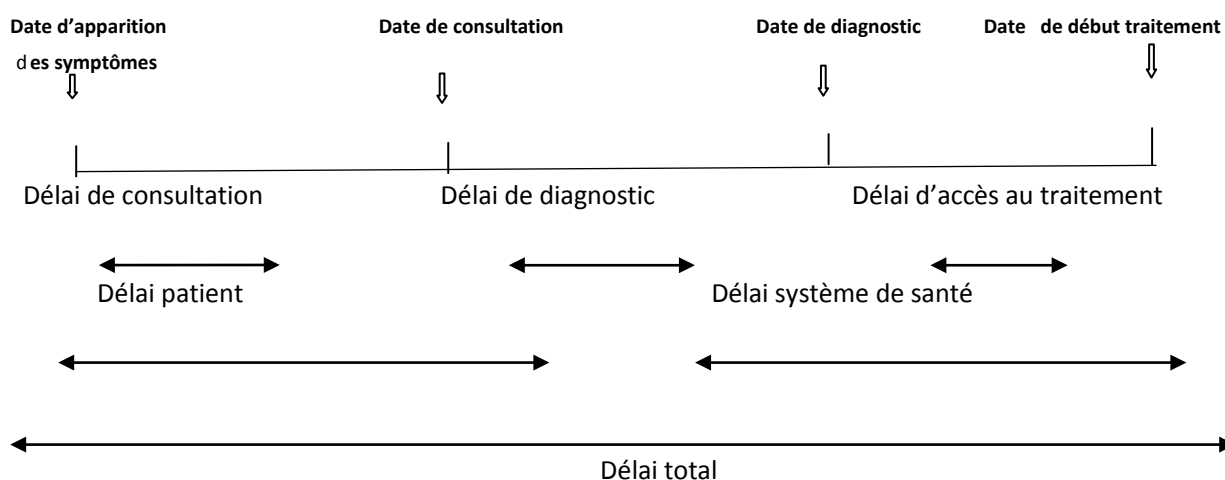 Date d’apparition
des symptômes
Date de consultation
Date de diagnostic
Date de début traitement
Délai de consultation
Délai de diagnostic
Délai d’accès au traitement
Délai patient
Délai système de santé
Délai total